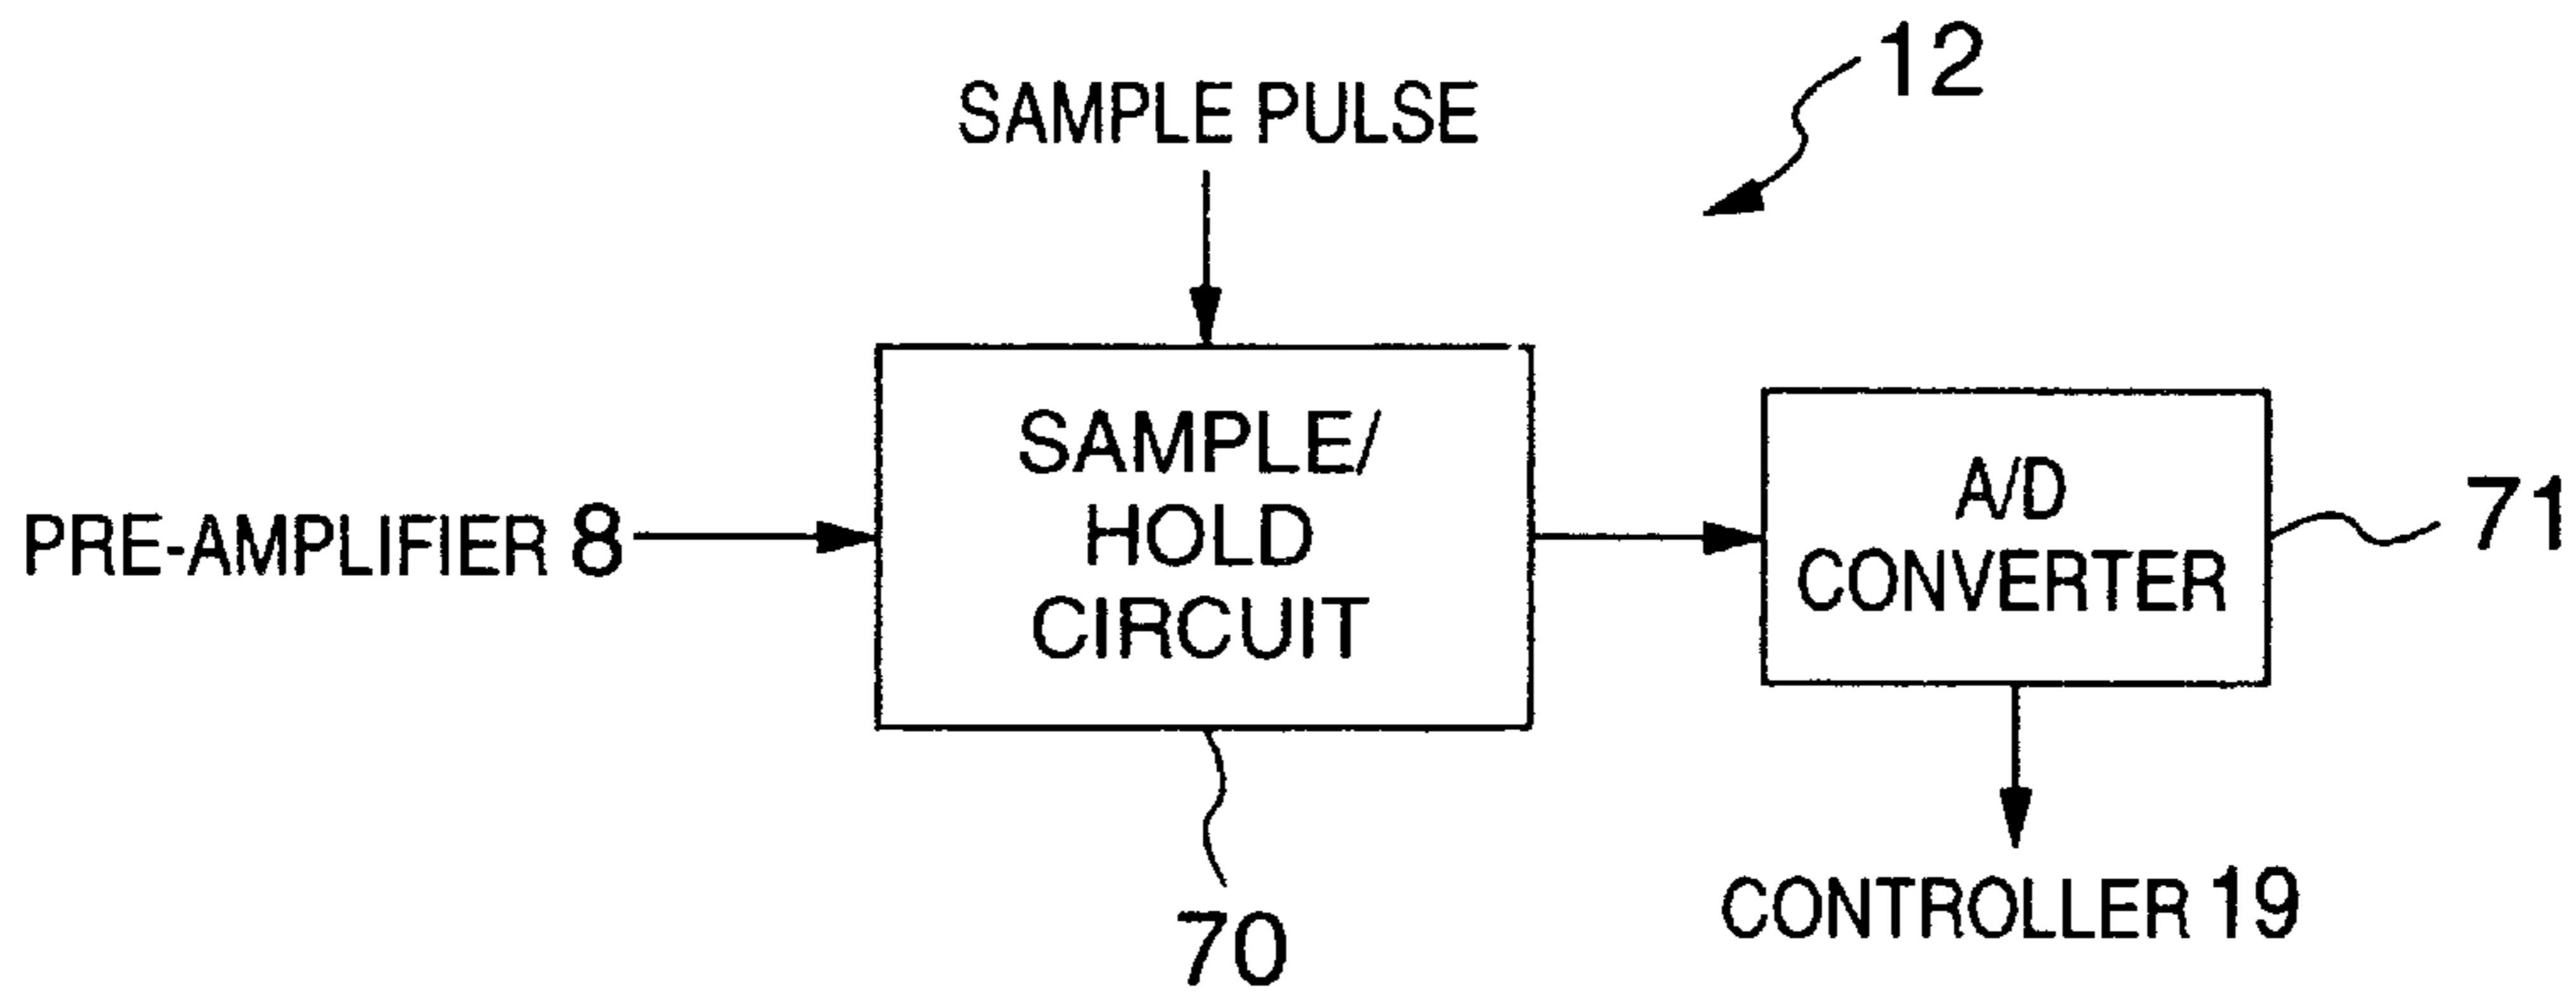 12
SAMPLE PULSE
SAMPLE/
HOLD
CIRCUIT
PRE-AMPLIFIER 8
A/D
CONVERTER
71
70
CONTROLLER 19